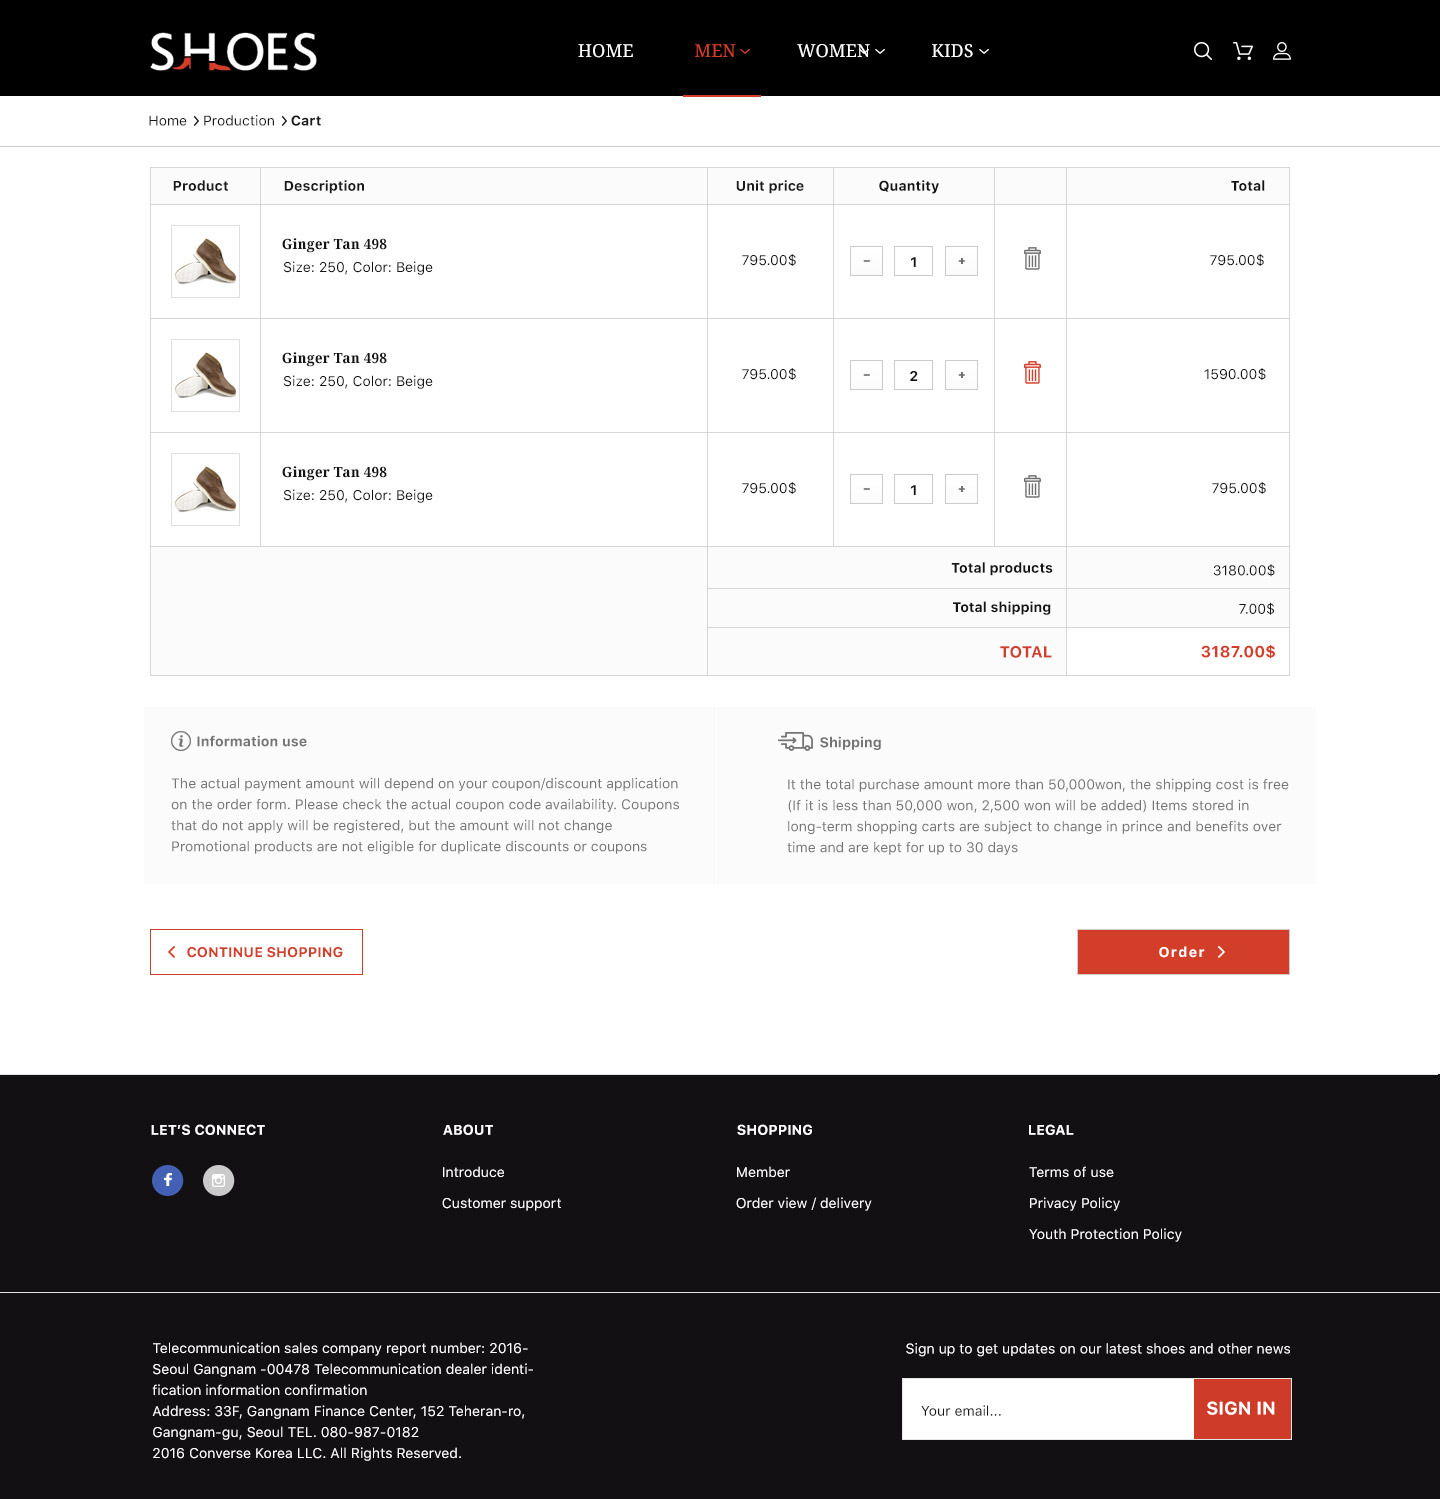 SHOES
HOME MEN WOMEN KIDS
Home > Production > Cart
Product Description Unit price Quantity Total
Ginger Tan 498
Size: 250, Color: Beige
795.00$ - 1 + 795.00$
Ginger Tan 498
Size: 250, Color: Beige
795.00$ - 2 + 1590.00$
Ginger Tan 498
Size: 250, Color: Beige
795.00$ - 1 + 795.00$
Total products 3180.00$
Total shipping 7.00$
TOTAL 3187.00$
Information use
The actual payment amount will depend on your coupon/discount application
on the order form. Please check the actual coupon code availability. Coupons
that do not apply will be registered, but the amount will not change
Promotional products are not eligible for duplicate discounts or coupons
Shipping
It the total purchase amount more than 50,000won, the shipping cost is free
(If it is less than 50,000 won, 2,500 won will be added) Items stored in
long-term shopping carts are subject to change in prince and benefits over
time and are kept for up to 30 days
< CONTINUE SHOPPING
Order >
LET'S CONNECT
ABOUT
Introduce
Customer support
SHOPPING
Member
Order view / delivery
LEGAL
Terms of use
Privacy Policy
Youth Protection Policy
Telecommunication sales company report number: 2016-
Seoul Gangnam -00478 Telecommunication dealer identi-
fication information confirmation
Address: 33F, Gangnam Finance Center, 152 Teheran-ro,
Gangnam-gu, Seoul TEL. 080-987-0182
2016 Converse Korea LLC. All Rights Reserved.
Sign up to get updates on our latest shoes and other news
Your email...
SIGN IN